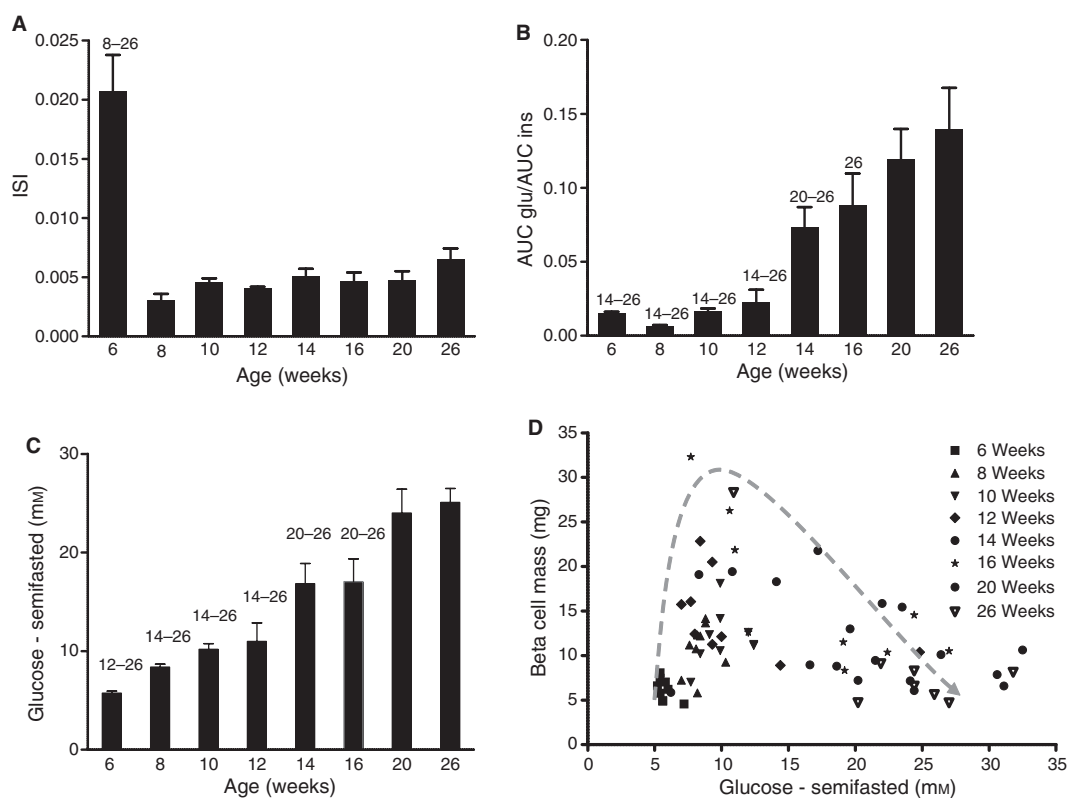 A
0.025
0.020
0.015
0.010
0.005
0.000
ISI
8–26
6 8 10 12 14 16 20 26
Age (weeks)
B
0.20
0.15
0.10
0.05
0.00
AUC glu/AUC ins
14–26 14–26 14–26 14–26 20–26 26
6 8 10 12 14 16 20 26
Age (weeks)
C
30
20
10
0
Glucose - semifasted (mM)
12–26 14–26 14–26 14–26 20–26 20–26
6 8 10 12 14 16 20 26
Age (weeks)
D
35
30
25
20
15
10
5
0
Beta cell mass (mg)
6 Weeks
8 Weeks
10 Weeks
12 Weeks
14 Weeks
16 Weeks
20 Weeks
26 Weeks
0 5 10 15 20 25 30 35
Glucose - semifasted (mM)